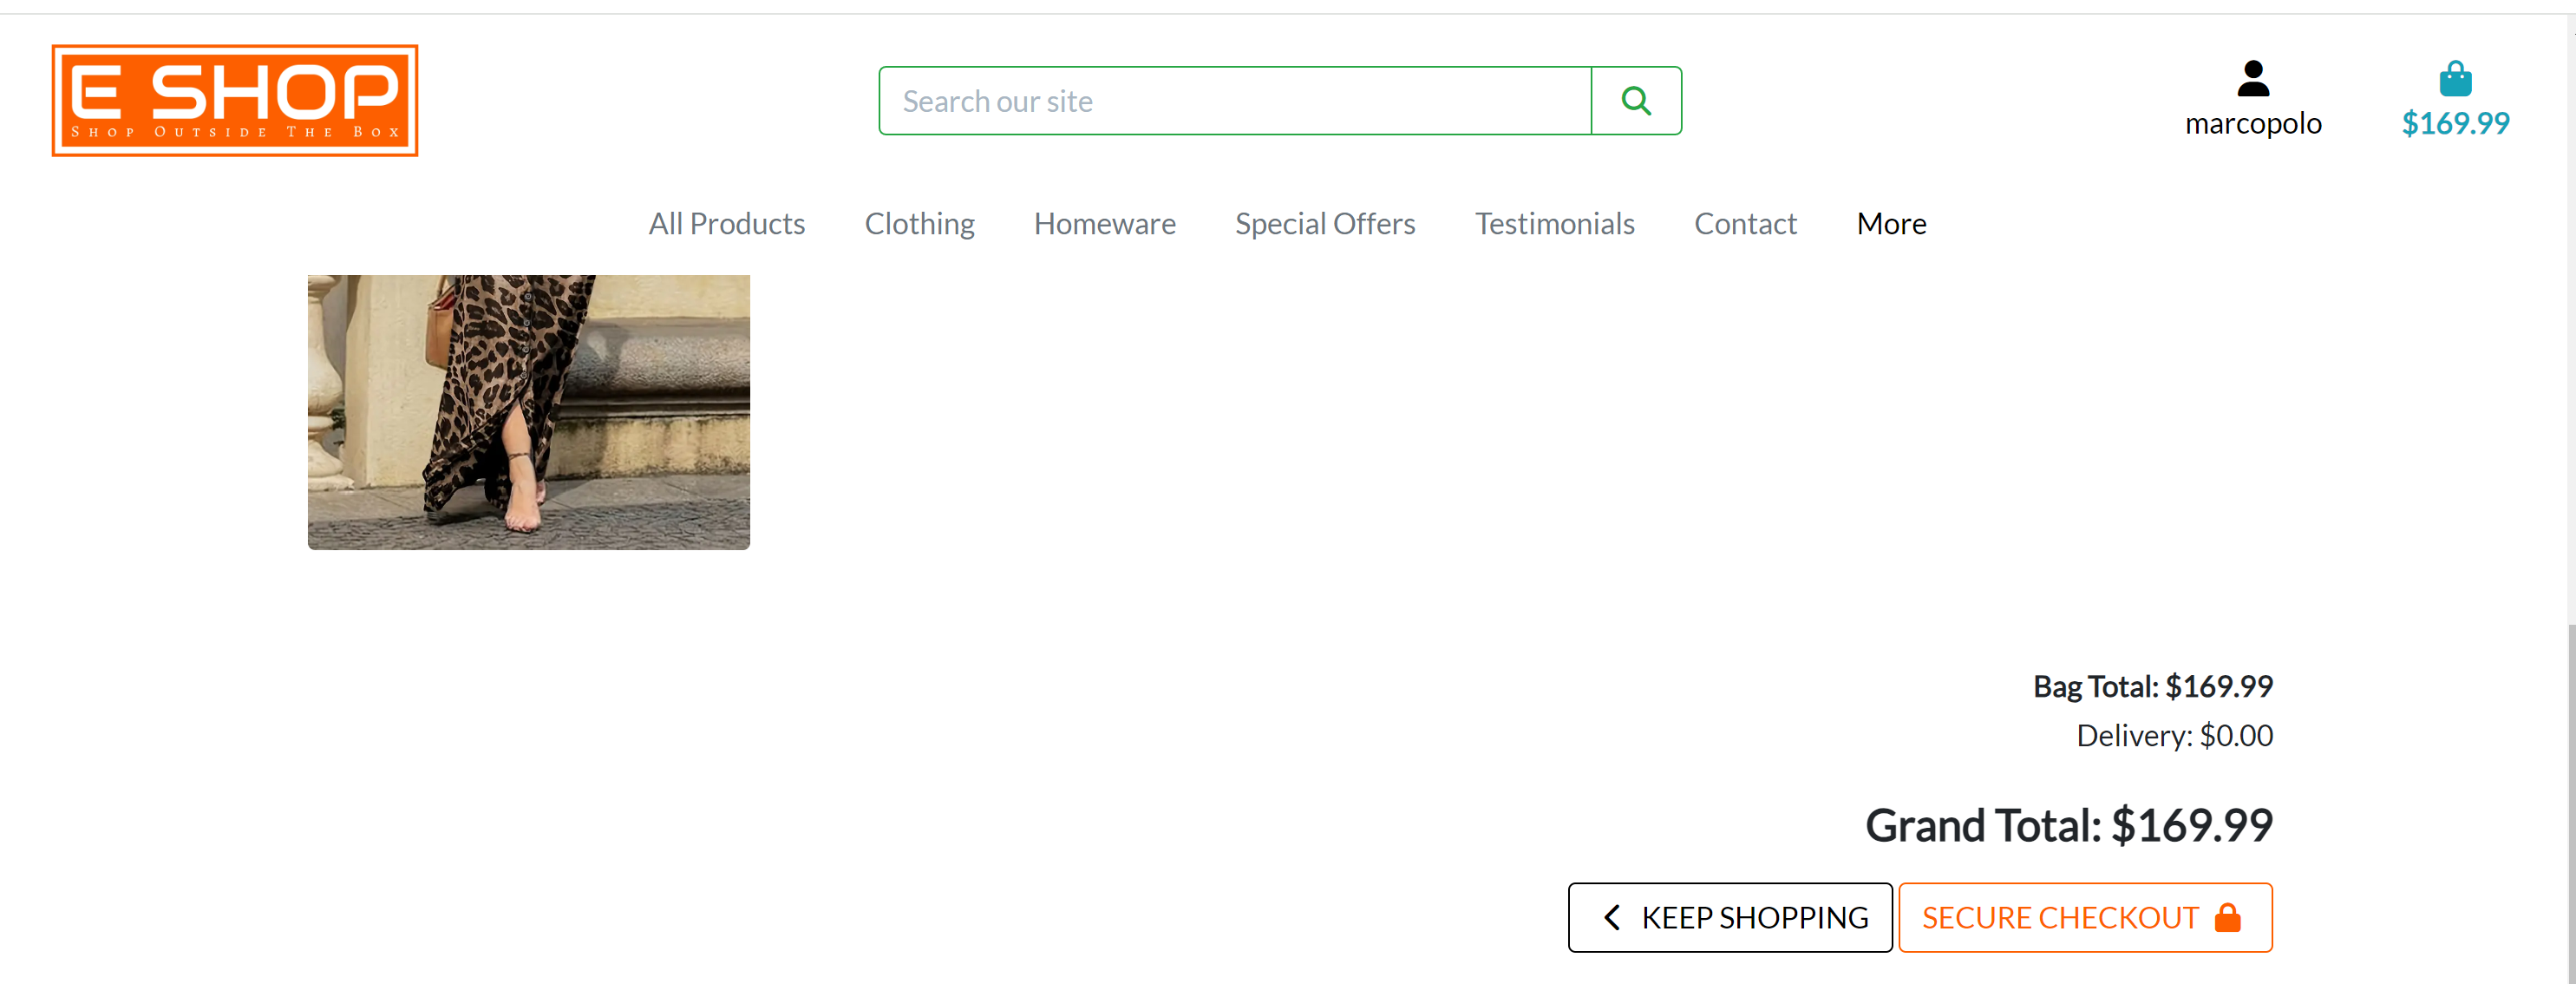 E SHOP
Shop Outside The Box
Search our site
marcopolo
$169.99
All Products Clothing Homeware Special Offers Testimonials Contact More
Bag Total: $169.99
Delivery: $0.00
Grand Total: $169.99
KEEP SHOPPING SECURE CHECKOUT